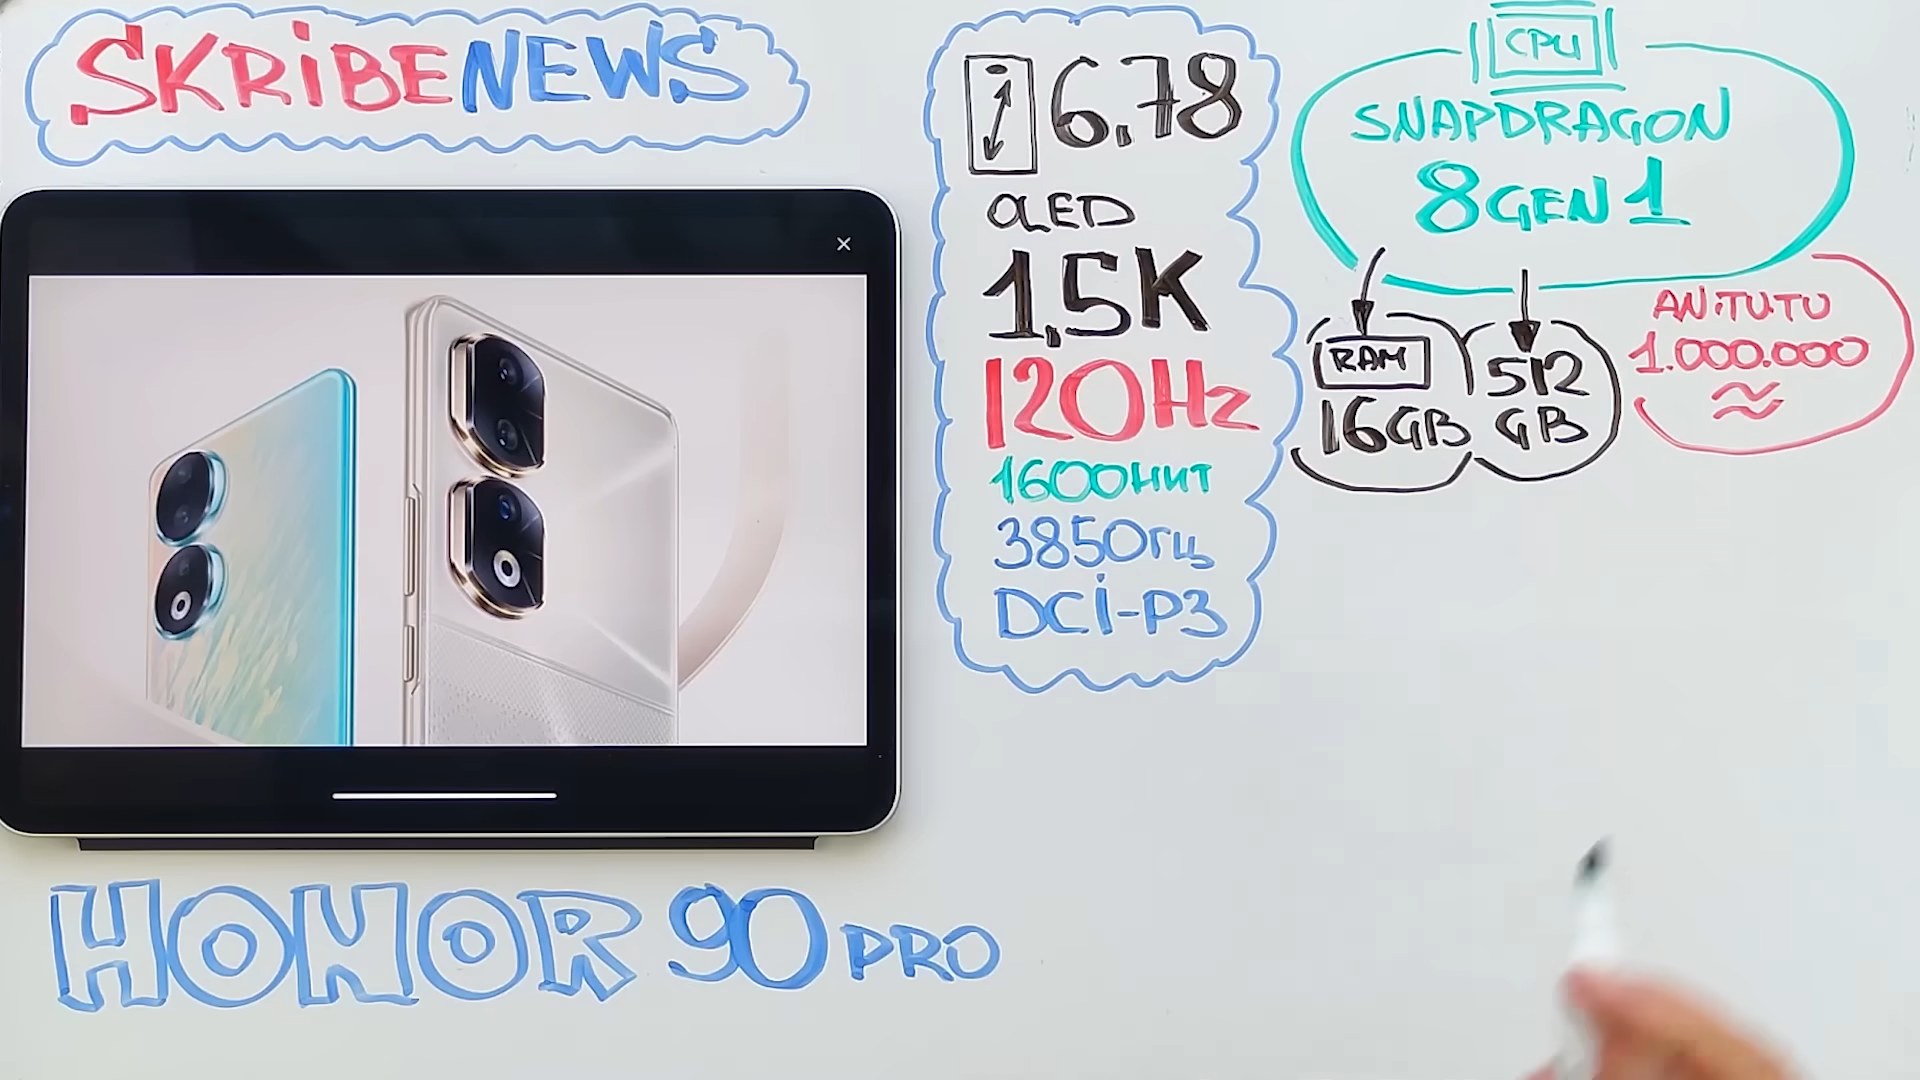 SKRIBENEWS
6,78
OLED
1,5K
120Hz
1600НИТ
3850ГЦ
DCI-P3
CPU
SNAPDRAGON
8GEN1
RAM
16GB
512
GB
ANTUTU
1.000.000
≈
HONOR 90 PRO